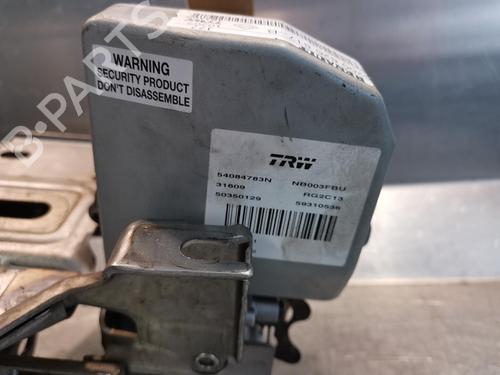 WARNING
SECURITY PRODUCT
DON'T DISASSEMBLE
TRW
54084783N NB003FBU
31609 RG2C13
50350129 59310536
B-PARTS